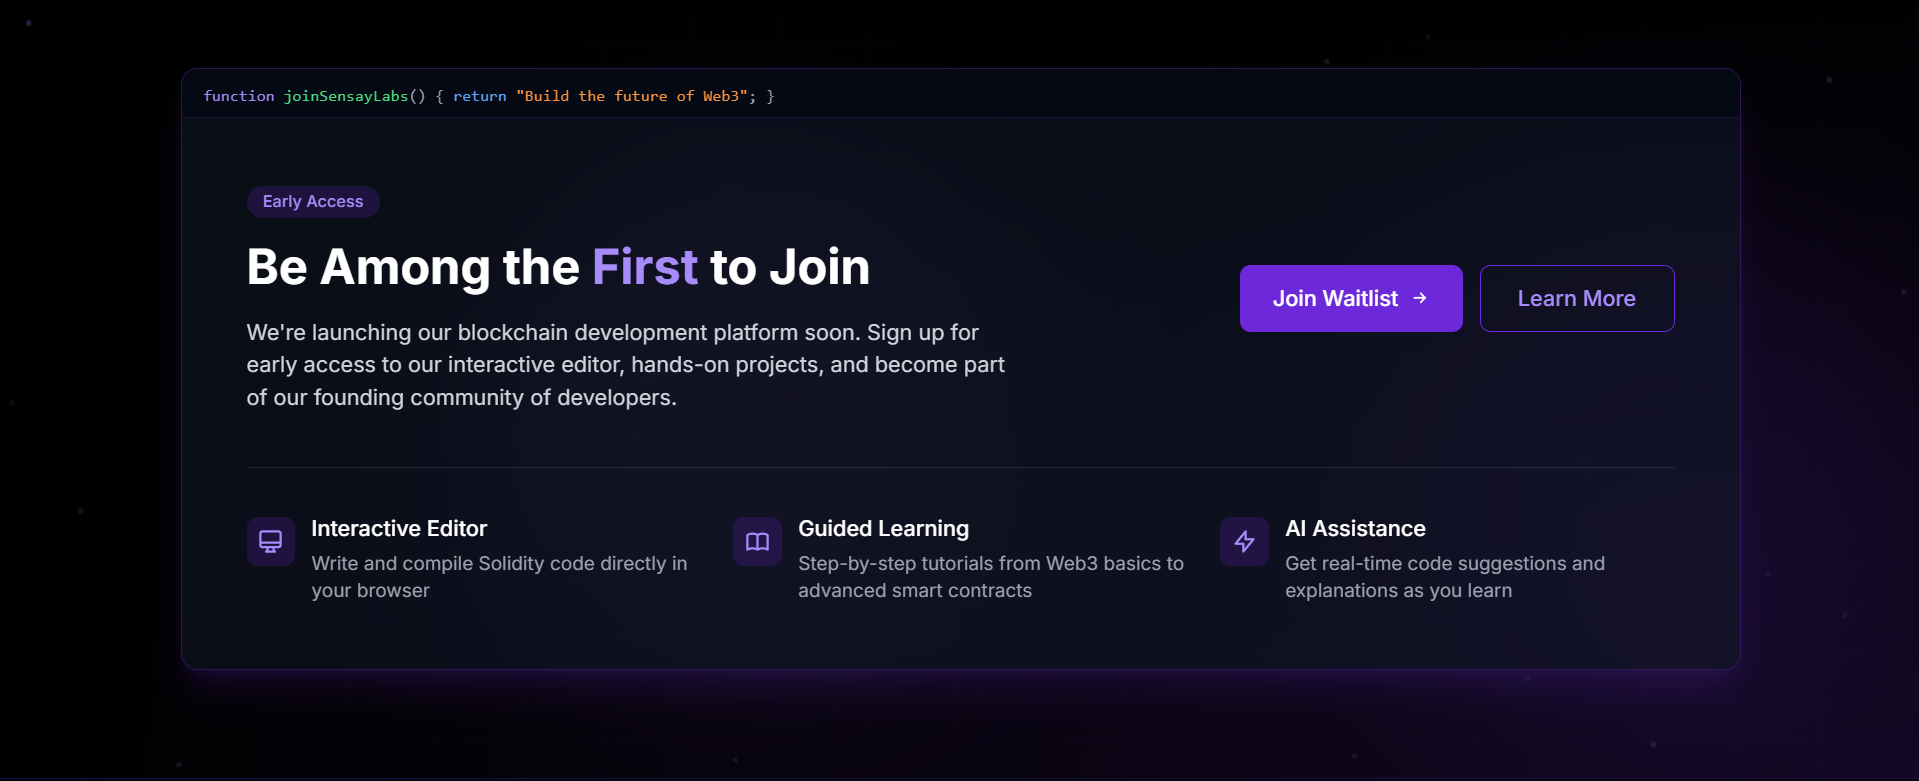 function joinSensayLabs() { return "Build the future of Web3"; }
Early Access
Be Among the First to Join
We're launching our blockchain development platform soon. Sign up for
early access to our interactive editor, hands-on projects, and become part
of our founding community of developers.
Join Waitlist →
Learn More
Interactive Editor
Write and compile Solidity code directly in
your browser
Guided Learning
Step-by-step tutorials from Web3 basics to
advanced smart contracts
AI Assistance
Get real-time code suggestions and
explanations as you learn